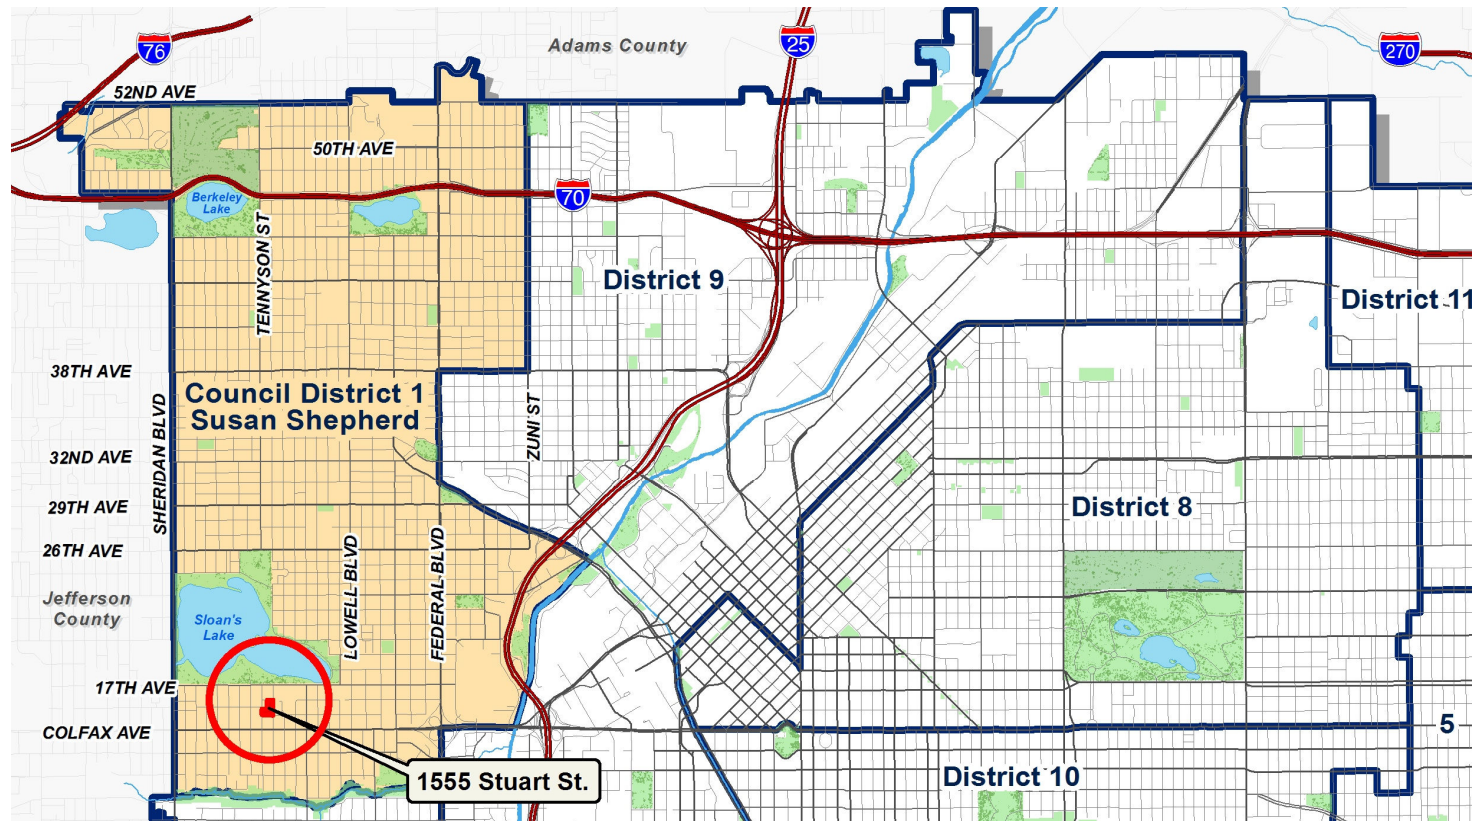 76
Adams County
25
270
52ND AVE
50TH AVE
70
Berkeley
Lake
TENNYSON ST
District 9
District 11
38TH AVE
Council District 1
Susan Shepherd
SHERIDAN BLVD
ZUNI ST
32ND AVE
29TH AVE
District 8
26TH AVE
LOWELL BLVD
FEDERAL BLVD
Jefferson
County
Sloan's
Lake
17TH AVE
COLFAX AVE
5
1555 Stuart St.
District 10